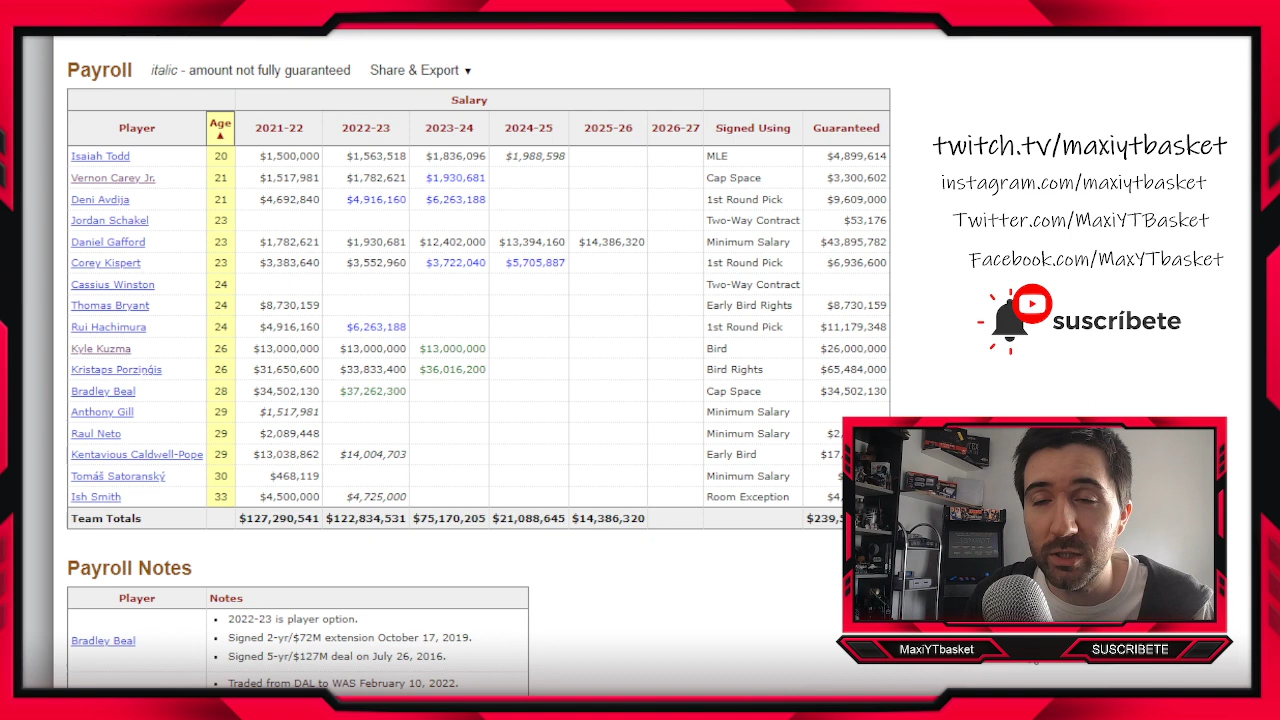 Payroll italic - amount not fully guaranteed Share & Export ▼
Salary
Player Age ▲ 2021-22 2022-23 2023-24 2024-25 2025-26 2026-27 Signed Using Guaranteed
Isaiah Todd 20 $1,500,000 $1,563,518 $1,836,096 $1,988,598 MLE $4,899,614
Vernon Carey Jr. 21 $1,517,981 $1,782,621 $1,930,681 Cap Space $3,300,602
Deni Avdija 21 $4,692,840 $4,916,160 $6,263,188 1st Round Pick $9,609,000
Jordan Schakel 23 Two-Way Contract $53,176
Daniel Gafford 23 $1,782,621 $1,930,681 $12,402,000 $13,394,160 $14,386,320 Minimum Salary $43,895,782
Corey Kispert 23 $3,383,640 $3,552,960 $3,722,040 $5,705,887 1st Round Pick $6,936,600
Cassius Winston 24 Two-Way Contract
Thomas Bryant 24 $8,730,159 Early Bird Rights $8,730,159
Rui Hachimura 24 $4,916,160 $6,263,188 1st Round Pick $11,179,348
Kyle Kuzma 26 $13,000,000 $13,000,000 $13,000,000 Bird $26,000,000
Kristaps Porziņģis 26 $31,650,600 $33,833,400 $36,016,200 Bird Rights $65,484,000
Bradley Beal 28 $34,502,130 $37,262,300 Cap Space $34,502,130
Anthony Gill 29 $1,517,981 Minimum Salary
Raul Neto 29 $2,089,448 Minimum Salary $2,
Kentavious Caldwell-Pope 29 $13,038,862 $14,004,703 Early Bird $17,
Tomáš Satoranský 30 $468,119 Minimum Salary $
Ish Smith 33 $4,500,000 $4,725,000 Room Exception $4,
Team Totals $127,290,541 $122,834,531 $75,170,205 $21,088,645 $14,386,320 $239,5
Payroll Notes
Player Notes
Bradley Beal
• 2022-23 is player option.
• Signed 2-yr/$72M extension October 17, 2019.
• Signed 5-yr/$127M deal on July 26, 2016.
• Traded from DAL to WAS February 10, 2022.
twitch.tv/maxiytbasket
instagram.com/maxiytbasket
Twitter.com/MaxiYTBasket
Facebook.com/MaxYTbasket
suscríbete
MaxiYTbasket SUSCRIBETE